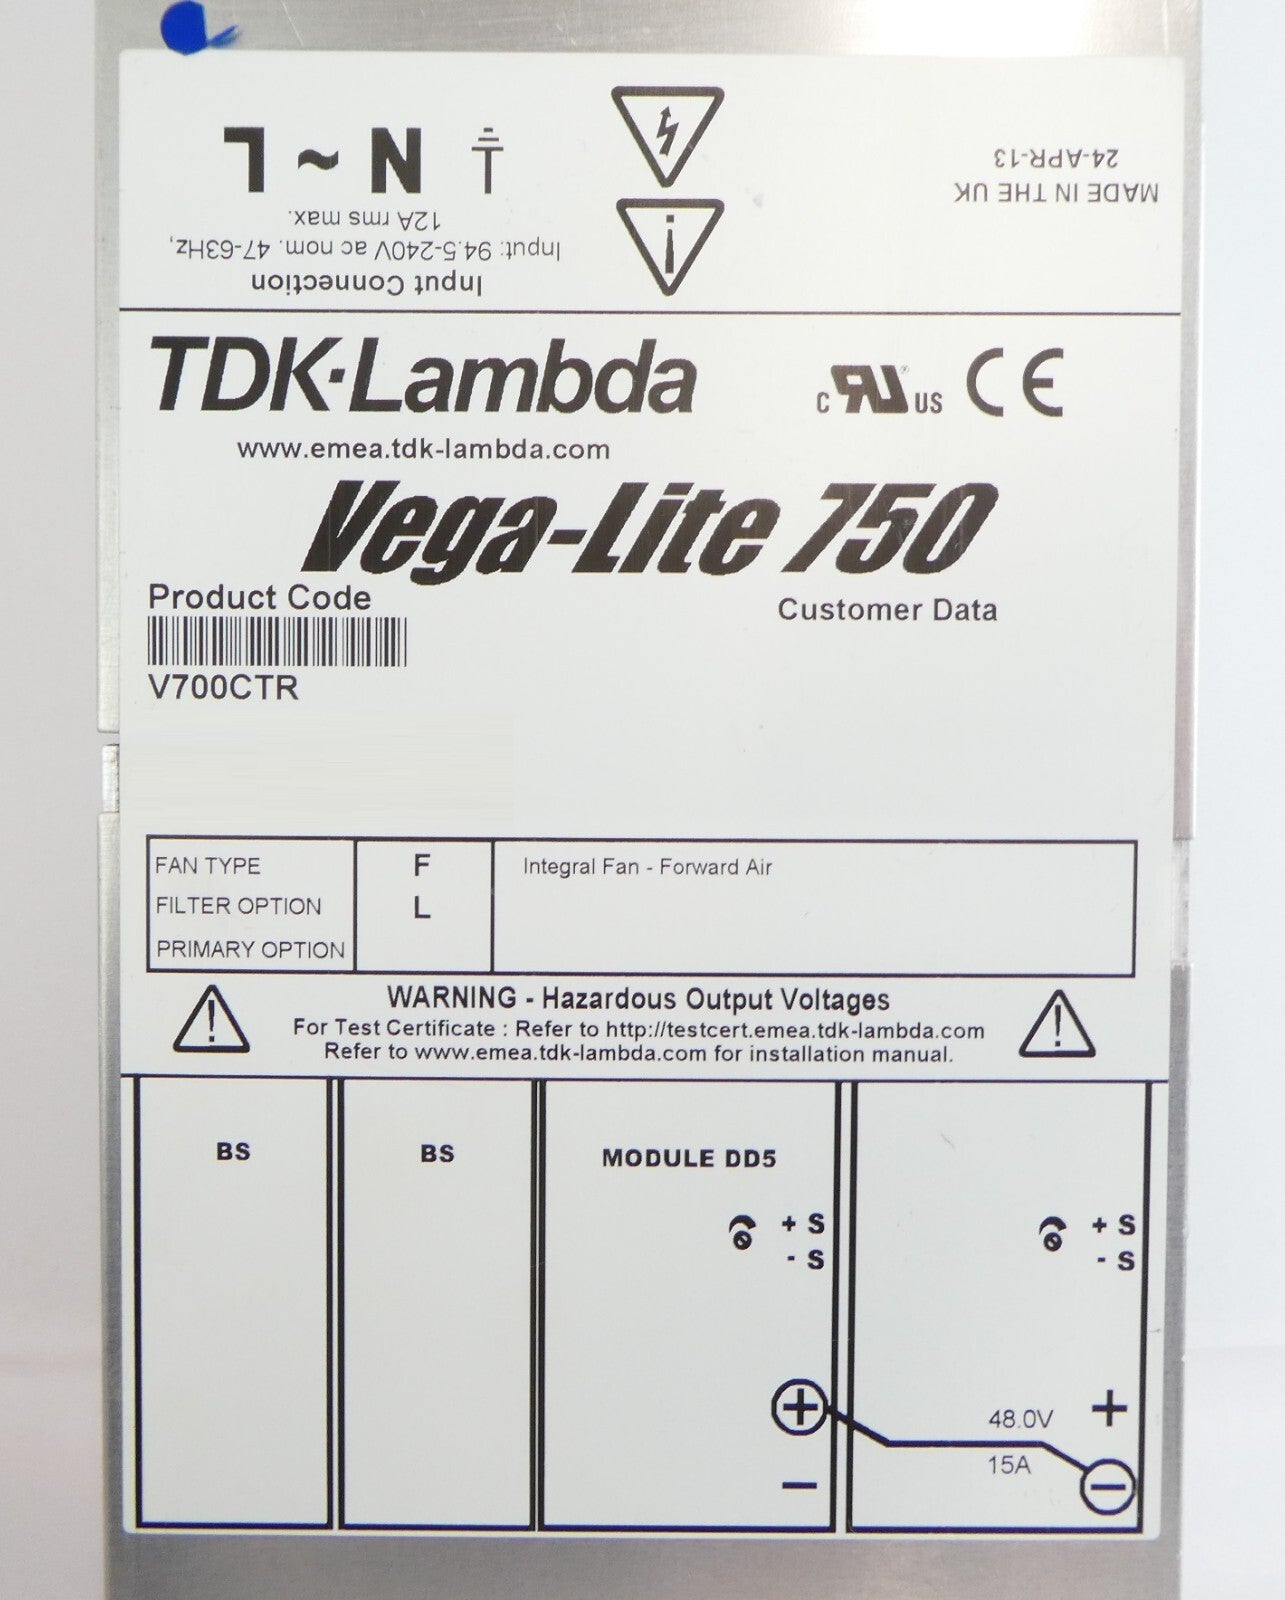 L ~ N
12A rms max.
Input: 94.5-240V ac nom. 47-63Hz,
Input Connection
24-APR-13
MADE IN THE UK
TDK-Lambda
c RU ® US CE
www.emea.tdk-lambda.com
Vega-Lite 750
Product Code
Customer Data
V700CTR
FAN TYPE F Integral Fan - Forward Air
FILTER OPTION L
PRIMARY OPTION
WARNING - Hazardous Output Voltages
For Test Certificate : Refer to http://testcert.emea.tdk-lambda.com
Refer to www.emea.tdk-lambda.com for installation manual.
BS
BS
MODULE DD5
+ S
- S
+ S
- S
+
-
48.0V
15A
+
-